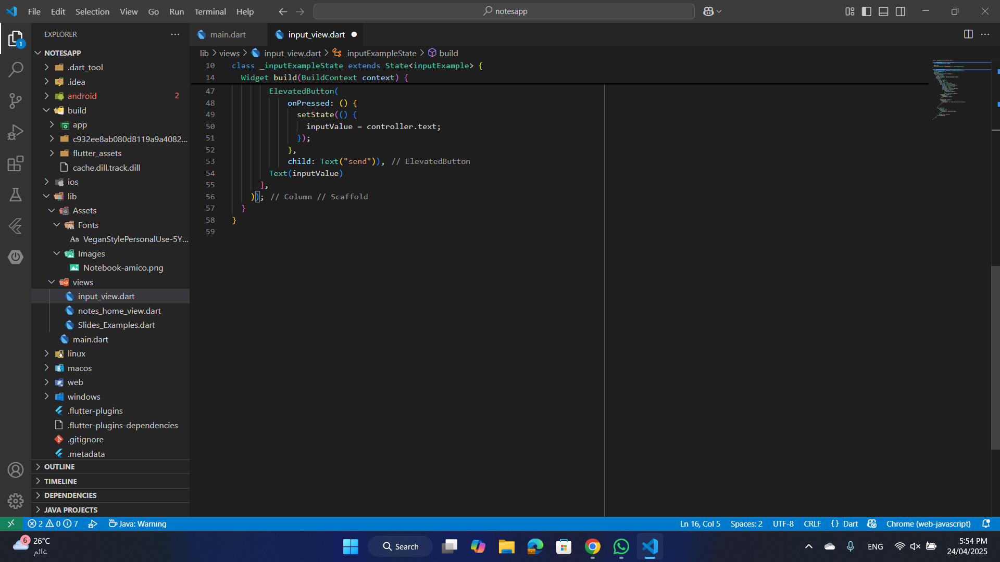 File Edit Selection View Go Run Terminal Help
notesapp
EXPLORER
main.dart
input_view.dart
lib > views > input_view.dart > _inputExampleState > build
NOTESAPP
.dart_tool
.idea
android 2
build
app
c932ee8ab080d8119a9a4082...
flutter_assets
cache.dill.track.dill
ios
lib
Assets
Fonts
VeganStylePersonalUse-5Y...
Images
Notebook-amico.png
views
input_view.dart
notes_home_view.dart
Slides_Examples.dart
main.dart
linux
macos
web
windows
.flutter-plugins
.flutter-plugins-dependencies
.gitignore
.metadata
OUTLINE
TIMELINE
DEPENDENCIES
JAVA PROJECTS
10 class _inputExampleState extends State<inputExample> {
14 Widget build(BuildContext context) {
47 ElevatedButton(
48 onPressed: () {
49 setState(() {
50 inputValue = controller.text;
51 });
52 },
53 child: Text("send")), // ElevatedButton
54 Text(inputValue)
55 ],
56 )); // Column // Scaffold
57 }
58 }
59
1
2 0 7 Java: Warning
Ln 16, Col 5 Spaces: 2 UTF-8 CRLF {} Dart Chrome (web-javascript)
6 26°C
غائم
Search
ENG
5:54 PM
24/04/2025